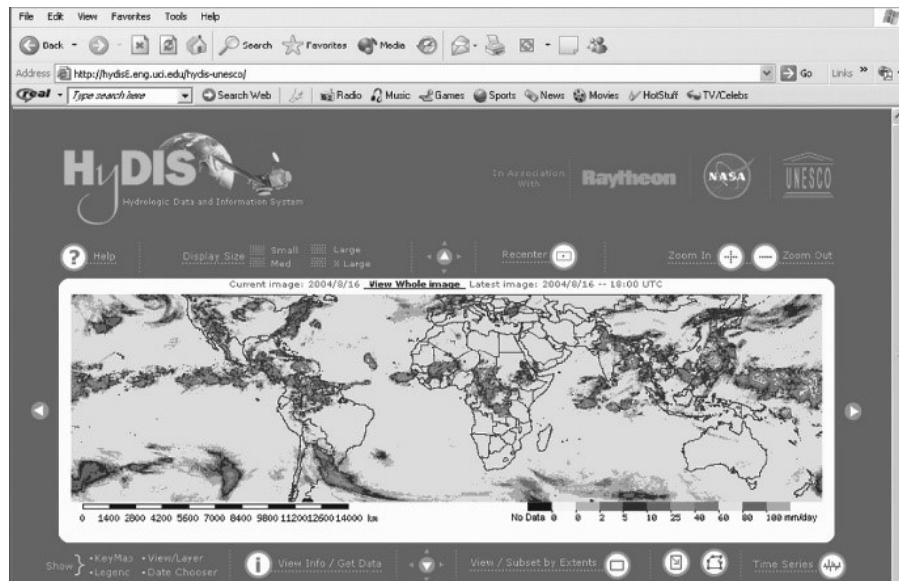 File Edit View Favorites Tools Help
Back Search Favorites Media
Address http://hydis8.eng.uci.edu/hydis-unesco/ Go Links »
real Type search here Search Web Radio Music Games Sports News Movies HotStuff TV/Celebs
HyDIS
Hydrologic Data and Information System
In Association With Raytheon NASA UNESCO
? Help Display Size Small Large Recenter Zoom In Zoom Out
Med X Large
Current image: 2004/8/16 View Whole image Latest image: 2004/8/16 -- 18:00 UTC
0 1400 2800 4200 5600 7000 8400 9800 11200 12600 14000 km No Data 0 0 2 5 10 25 40 60 80 100 mm/day
Show } •KeyMap •View/Layer i View Info / Get Data View / Subset by Extents Time Series
•Legenc •Date Chooser